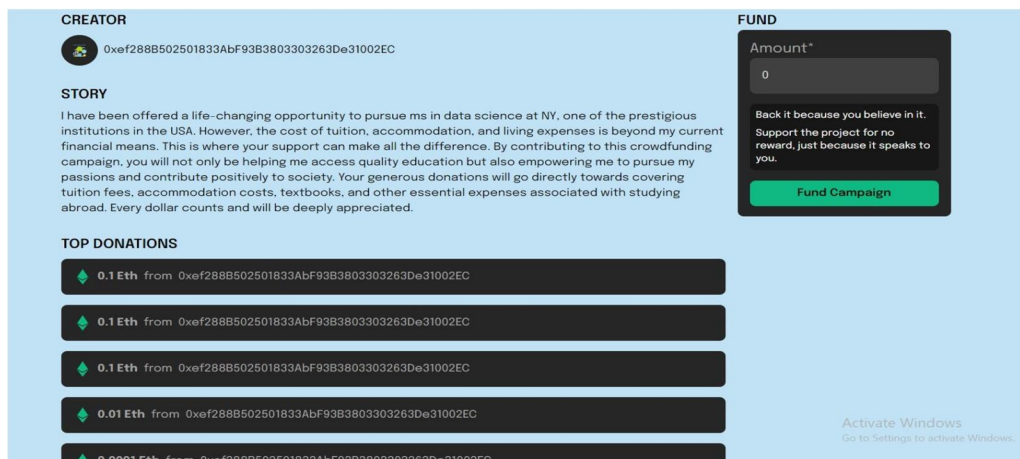 CREATOR
0xef288B502501833AbF93B3803303263De31002EC
STORY
I have been offered a life-changing opportunity to pursue ms in data science at NY, one of the prestigious
institutions in the USA. However, the cost of tuition, accommodation, and living expenses is beyond my current
financial means. This is where your support can make all the difference. By contributing to this crowdfunding
campaign, you will not only be helping me access quality education but also empowering me to pursue my
passions and contribute positively to society. Your generous donations will go directly towards covering
tuition fees, accommodation costs, textbooks, and other essential expenses associated with studying
abroad. Every dollar counts and will be deeply appreciated.
TOP DONATIONS
0.1 Eth from 0xef288B502501833AbF93B3803303263De31002EC
0.1 Eth from 0xef288B502501833AbF93B3803303263De31002EC
0.1 Eth from 0xef288B502501833AbF93B3803303263De31002EC
0.01 Eth from 0xef288B502501833AbF93B3803303263De31002EC
0.0001 Eth from 0xef288B502501833AbF93B3803303263De31002EC
FUND
Amount*
0
Back it because you believe in it.
Support the project for no
reward, just because it speaks to
you.
Fund Campaign
Activate Windows
Go to Settings to activate Windows.